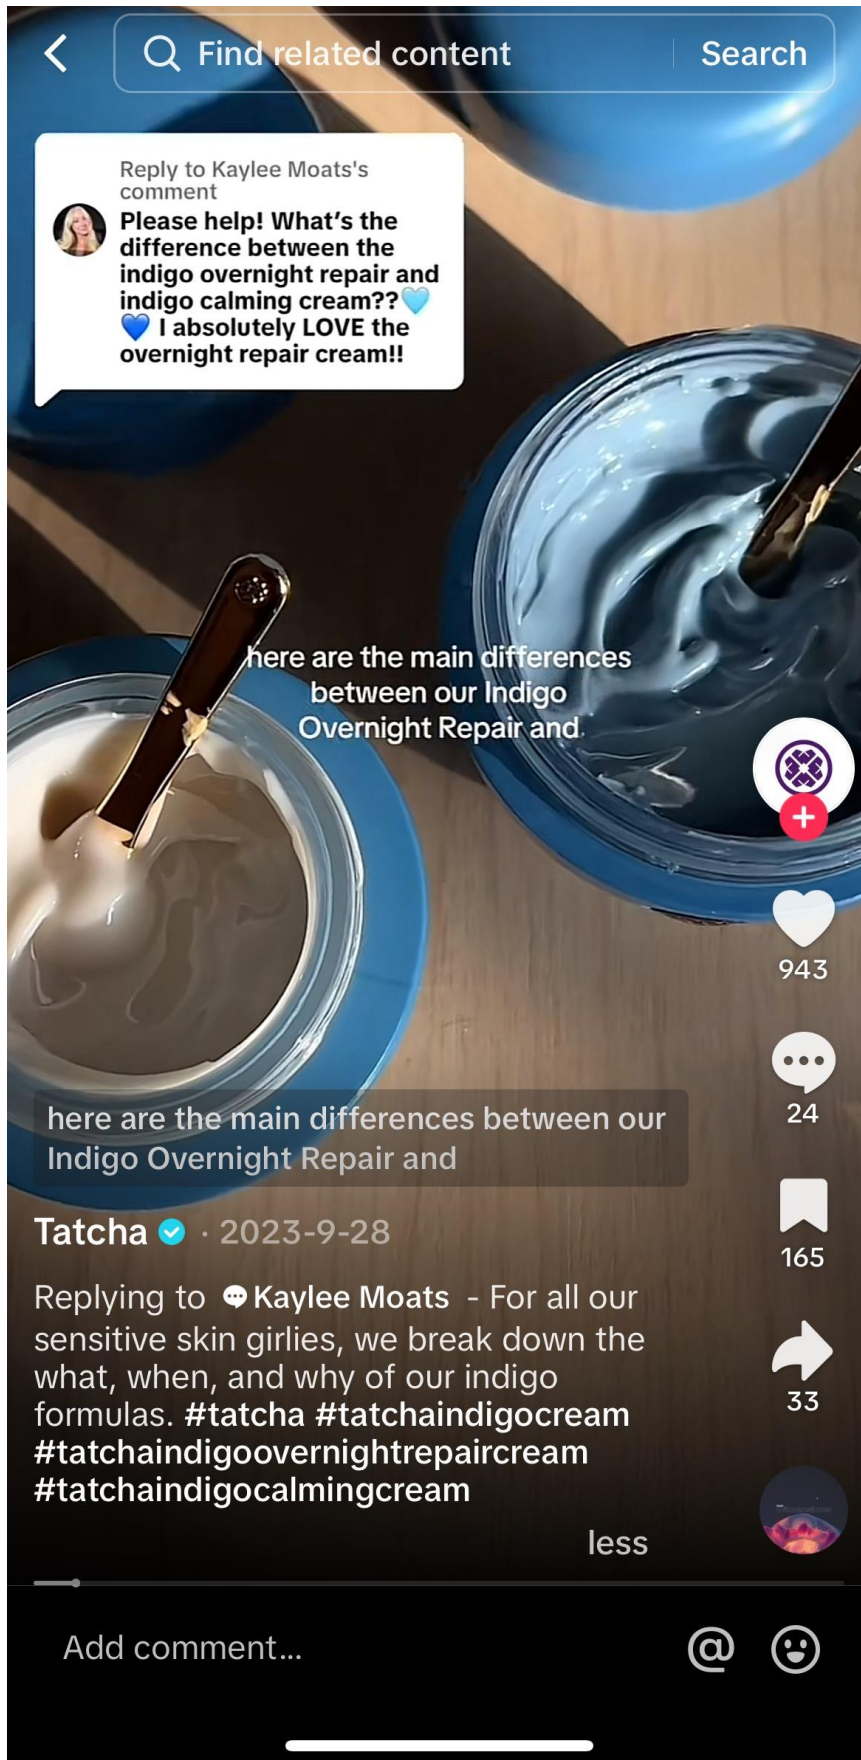 Find related content
Search
Reply to Kaylee Moats's
comment
Please help! What's the
difference between the
indigo overnight repair and
indigo calming cream??🩵
💙 I absolutely LOVE the
overnight repair cream!!
here are the main differences
between our Indigo
Overnight Repair and
943
24
165
33
here are the main differences between our
Indigo Overnight Repair and
Tatcha · 2023-9-28
Replying to 💬Kaylee Moats - For all our
sensitive skin girlies, we break down the
what, when, and why of our indigo
formulas. #tatcha #tatchaindigocream
#tatchaindigoovernightrepaircream
#tatchaindigocalmingcream
less
Add comment...
@